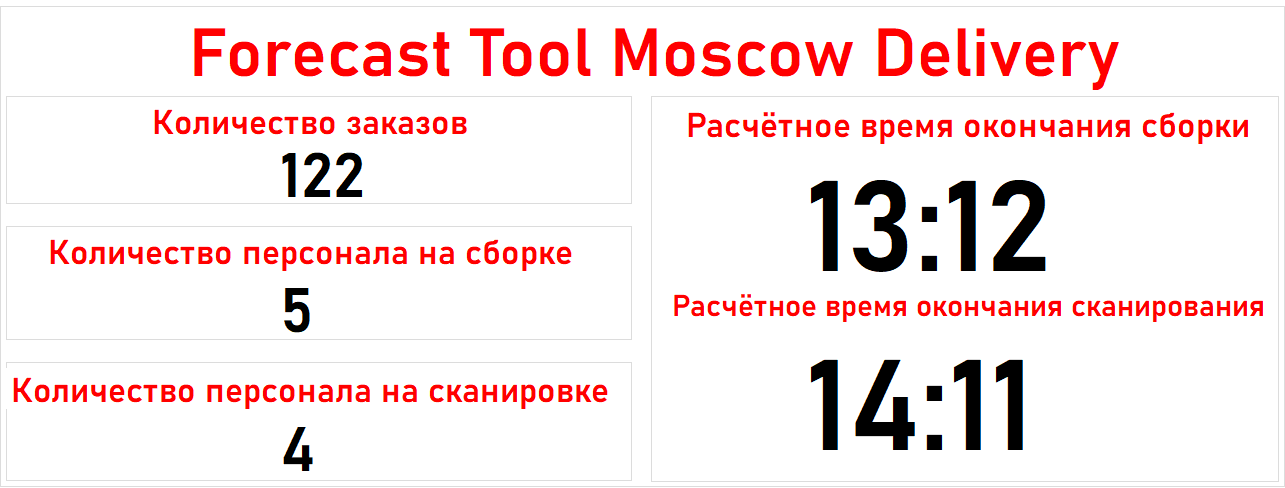 Forecast Tool Moscow Delivery
Количество заказов
122
Количество персонала на сборке
5
Количество персонала на сканировке
4
Расчётное время окончания сборки
13:12
Расчётное время окончания сканирования
14:11